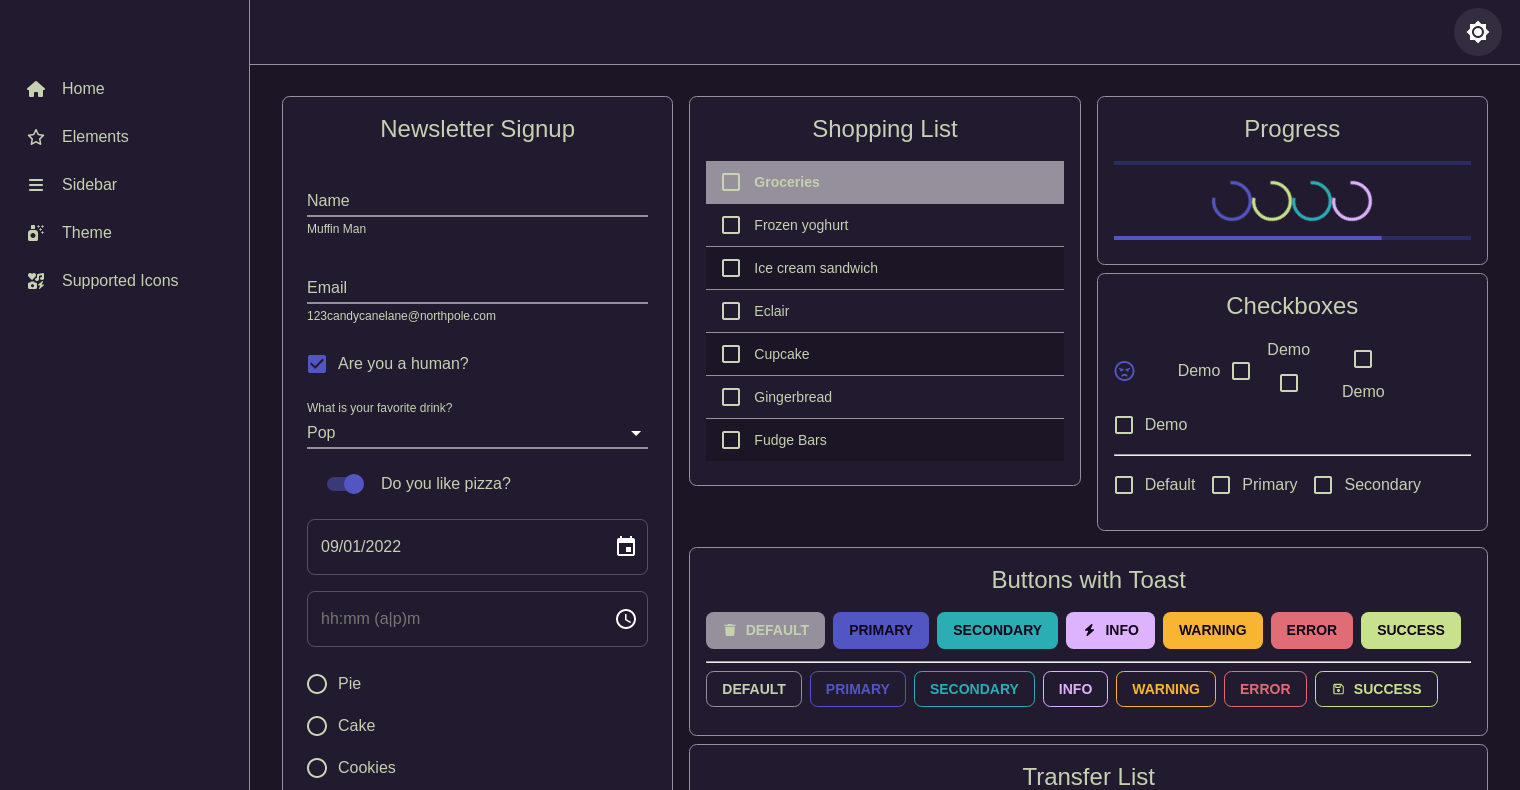 Home
Elements
Sidebar
Theme
Supported Icons
Newsletter Signup
Name
Muffin Man
Email
123candycanelane@northpole.com
Are you a human?
What is your favorite drink?
Pop
Do you like pizza?
09/01/2022
hh:mm (a|p)m
Pie
Cake
Cookies
Shopping List
Groceries
Frozen yoghurt
Ice cream sandwich
Eclair
Cupcake
Gingerbread
Fudge Bars
Progress
Checkboxes
Demo
Demo
Demo
Demo
Default Primary Secondary
Buttons with Toast
DEFAULT PRIMARY SECONDARY INFO WARNING ERROR SUCCESS
DEFAULT PRIMARY SECONDARY INFO WARNING ERROR SUCCESS
Transfer List